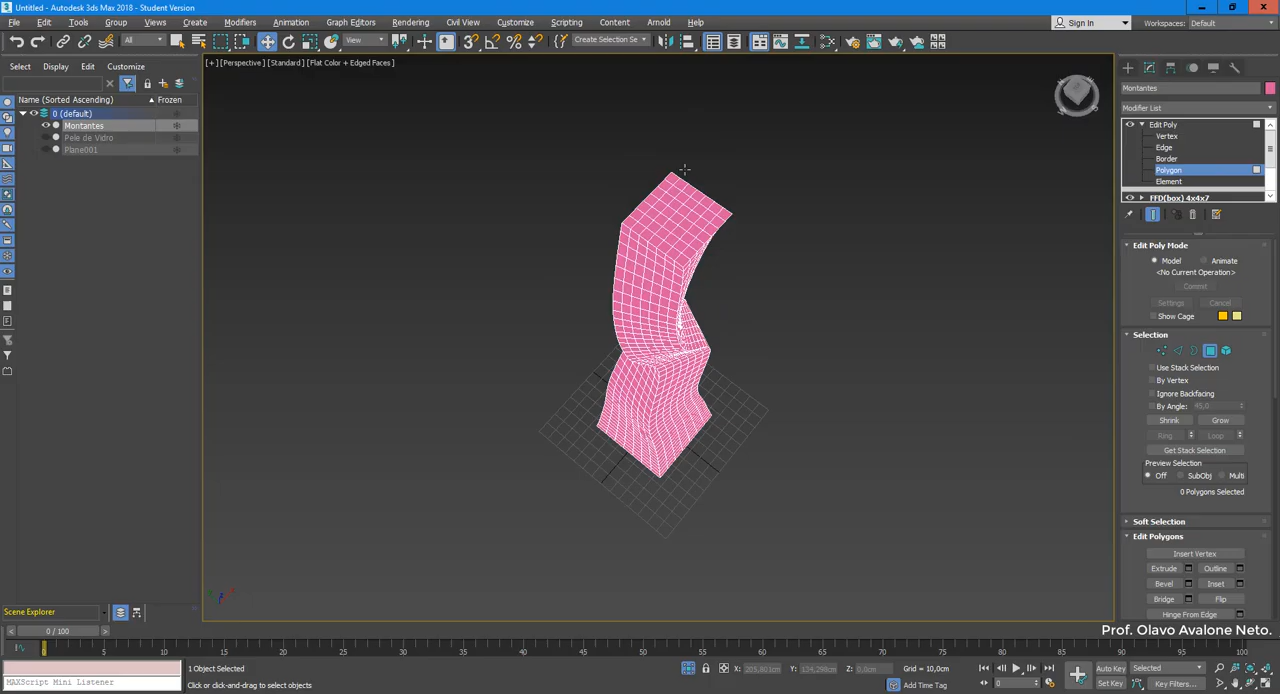 Untitled - Autodesk 3ds Max 2018 - Student Version
File Edit Tools Group Views Create Modifiers Animation Graph Editors Rendering Civil View Customize Scripting Content Arnold Help
Sign In Workspaces: Default
All View Create Selection Se
Select Display Edit Customize
[+] [Perspective] [Standard] [Flat Color + Edged Faces]
Name (Sorted Ascending) Frozen
0 (default)
Montantes
Pele de Vidro
Plane001
Montantes
Modifier List
Edit Poly
Vertex
Edge
Border
Polygon
Element
FFD(box) 4x4x7
Edit Poly Mode
Model Animate
<No Current Operation>
Commit
Settings Cancel
Show Cage
Selection
Use Stack Selection
By Vertex
Ignore Backfacing
By Angle: 45,0
Shrink Grow
Ring Loop
Get Stack Selection
Preview Selection
Off SubObj Multi
0 Polygons Selected
Soft Selection
Edit Polygons
Insert Vertex
Extrude Outline
Bevel Inset
Bridge Flip
Hinge From Edge
Scene Explorer
Prof. Olavo Avalone Neto.
0 / 100
0 5 10 15 20 25 30 35 40 45 50 55 60 65 70 75 80 85 90 95 100
1 Object Selected
Click or click-and-drag to select objects
MAXScript Mini Listener
X: 205,801cm Y: 134,298cm Z: 0,0cm Grid = 10,0cm
Add Time Tag
0
Auto Key Selected
Set Key Key Filters...